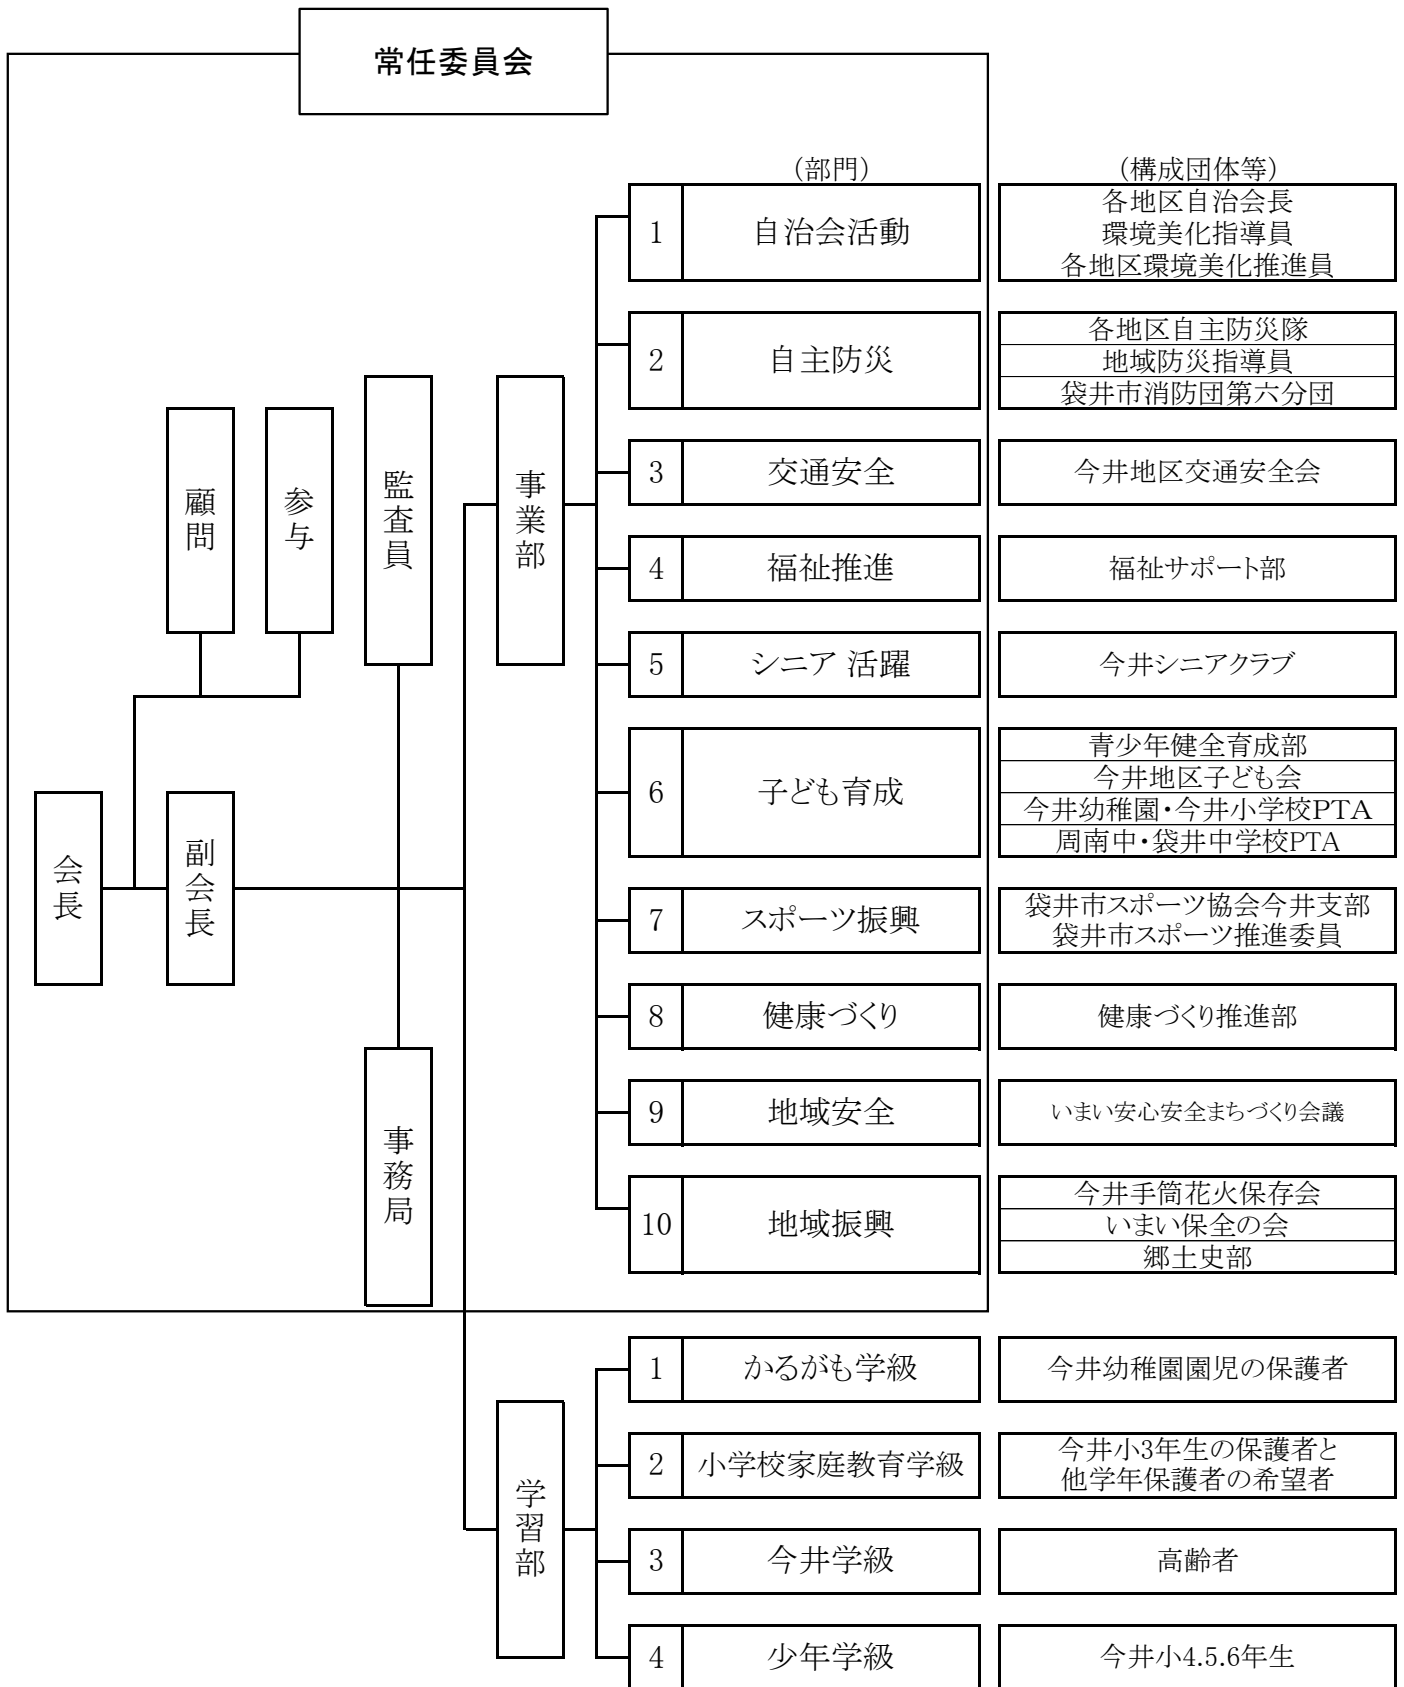 常任委員会
(部門)
(構成団体等)
1
自治会活動
各地区自治会長
環境美化指導員
各地区環境美化推進員
2
自主防災
各地区自主防災隊
地域防災指導員
袋井市消防団第六分団
3
交通安全
今井地区交通安全会
4
福祉推進
福祉サポート部
5
シニア 活躍
今井シニアクラブ
6
子ども育成
青少年健全育成部
今井地区子ども会
今井幼稚園・今井小学校PTA
周南中・袋井中学校PTA
7
スポーツ振興
袋井市スポーツ協会今井支部
袋井市スポーツ推進委員
8
健康づくり
健康づくり推進部
9
地域安全
いまい安心安全まちづくり会議
10
地域振興
今井手筒花火保存会
いまい保全の会
郷土史部
会長
副会長
顧問
参与
監査員
事務局
事業部
学習部
1
かるがも学級
今井幼稚園園児の保護者
2
小学校家庭教育学級
今井小3年生の保護者と
他学年保護者の希望者
3
今井学級
高齢者
4
少年学級
今井小4.5.6年生